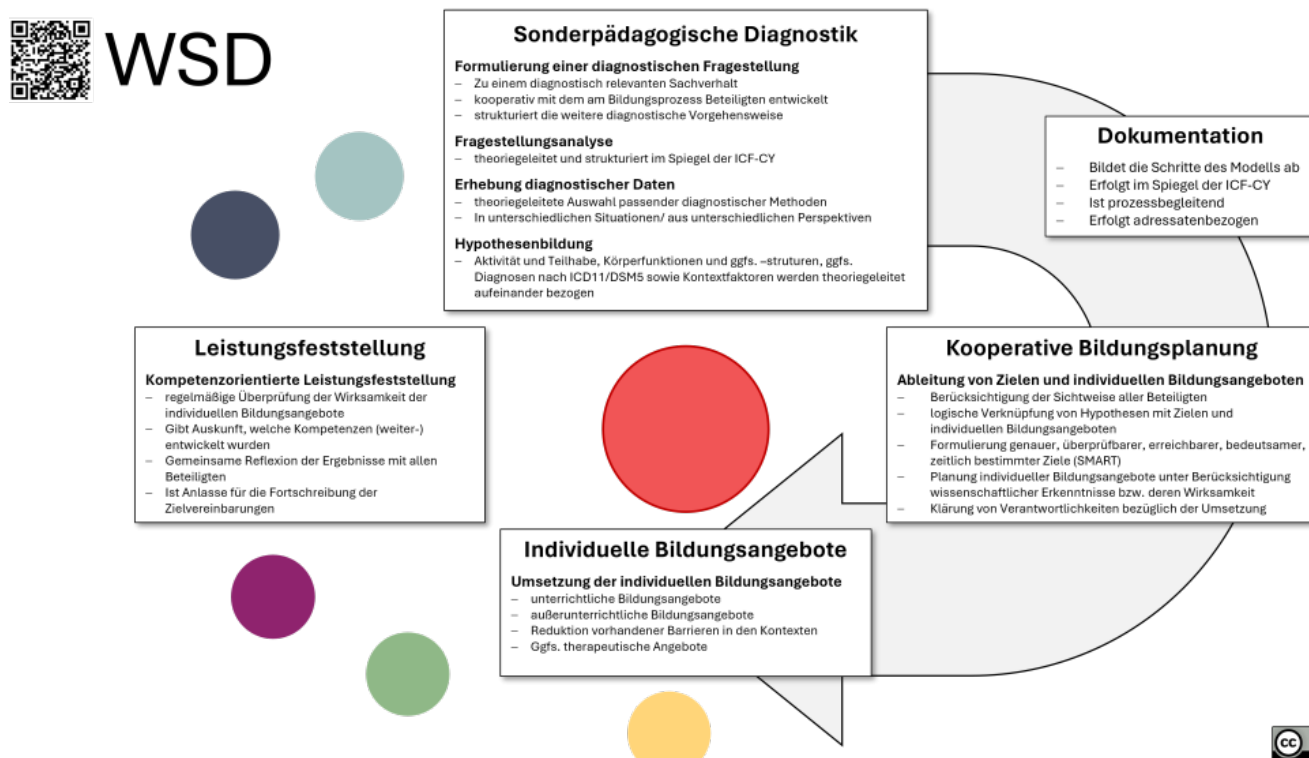 WSD
Sonderpädagogische Diagnostik
Formulierung einer diagnostischen Fragestellung
– Zu einem diagnostisch relevanten Sachverhalt
– kooperativ mit dem am Bildungsprozess Beteiligten entwickelt
– strukturiert die weitere diagnostische Vorgehensweise
Fragestellungsanalyse
– theoriegeleitet und strukturiert im Spiegel der ICF-CY
Erhebung diagnostischer Daten
– theoriegeleitete Auswahl passender diagnostischer Methoden
– In unterschiedlichen Situationen/ aus unterschiedlichen Perspektiven
Hypothesenbildung
– Aktivität und Teilhabe, Körperfunktionen und ggfs. –struturen, ggfs.
Diagnosen nach ICD11/DSM5 sowie Kontextfaktoren werden theoriegeleitet
aufeinander bezogen
Dokumentation
– Bildet die Schritte des Modells ab
– Erfolgt im Spiegel der ICF-CY
– Ist prozessbegleitend
– Erfolgt adressatenbezogen
Leistungsfeststellung
Kompetenzorientierte Leistungsfeststellung
– regelmäßige Überprüfung der Wirksamkeit der
individuellen Bildungsangebote
– Gibt Auskunft, welche Kompetenzen (weiter-)
entwickelt wurden
– Gemeinsame Reflexion der Ergebnisse mit allen
Beteiligten
– Ist Anlasse für die Fortschreibung der
Zielvereinbarungen
Kooperative Bildungsplanung
Ableitung von Zielen und individuellen Bildungsangeboten
– Berücksichtigung der Sichtweise aller Beteiligten
– logische Verknüpfung von Hypothesen mit Zielen und
individuellen Bildungsangeboten
– Formulierung genauer, überprüfbarer, erreichbarer, bedeutsamer,
zeitlich bestimmter Ziele (SMART)
– Planung individueller Bildungsangebote unter Berücksichtigung
wissenschaftlicher Erkenntnisse bzw. deren Wirksamkeit
– Klärung von Verantwortlichkeiten bezüglich der Umsetzung
Individuelle Bildungsangebote
Umsetzung der individuellen Bildungsangebote
– unterrichtliche Bildungsangebote
– außerunterrichtliche Bildungsangebote
– Reduktion vorhandener Barrieren in den Kontexten
– Ggfs. therapeutische Angebote
cc